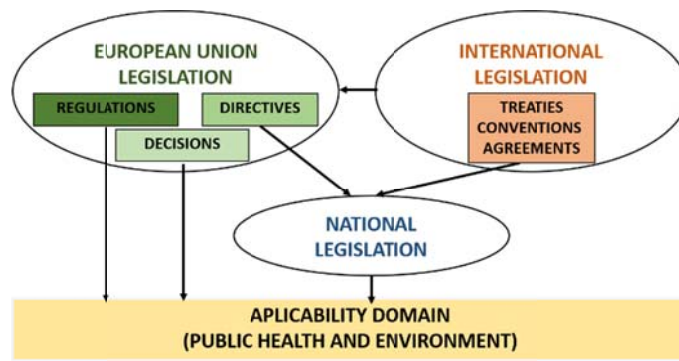 EUROPEAN UNION
LEGISLATION
REGULATIONS
DIRECTIVES
DECISIONS
INTERNATIONAL
LEGISLATION
TREATIES
CONVENTIONS
AGREEMENTS
NATIONAL
LEGISLATION
APLICABILITY DOMAIN
(PUBLIC HEALTH AND ENVIRONMENT)